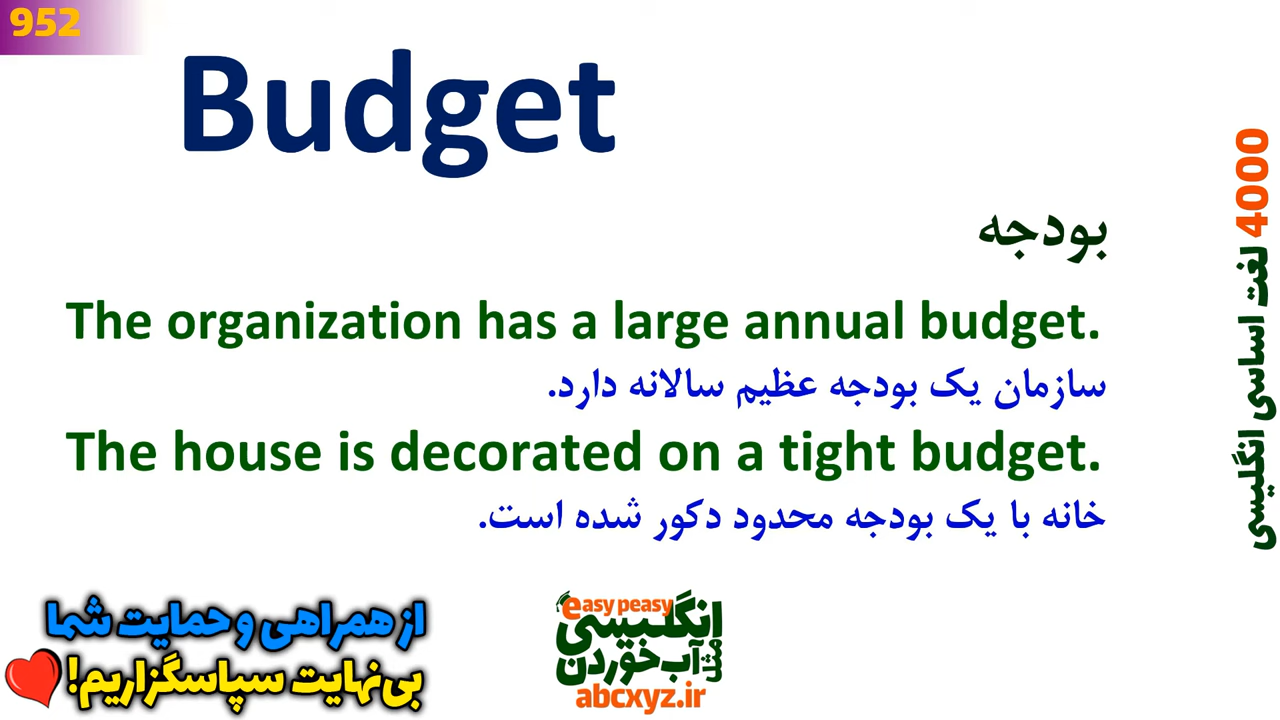 952
Budget
بودجه
The organization has a large annual budget.
سازمان یک بودجه عظیم سالانه دارد.
The house is decorated on a tight budget.
خانه با یک بودجه محدود دکور شده است.
4000 لغت اساسی انگلیسی
از همراهی و حمایت شما
بی‌نهایت سپاسگزاریم!
easy peasy
انگلیسی
مثل آب خوردن
abcxyz.ir